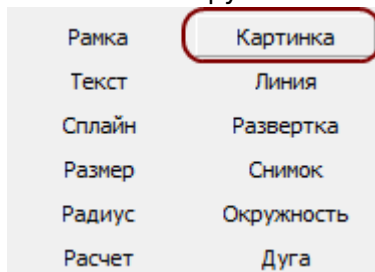 Рамка Картинка
Текст Линия
Сплайн Развертка
Размер Снимок
Радиус Окружность
Расчет Дуга